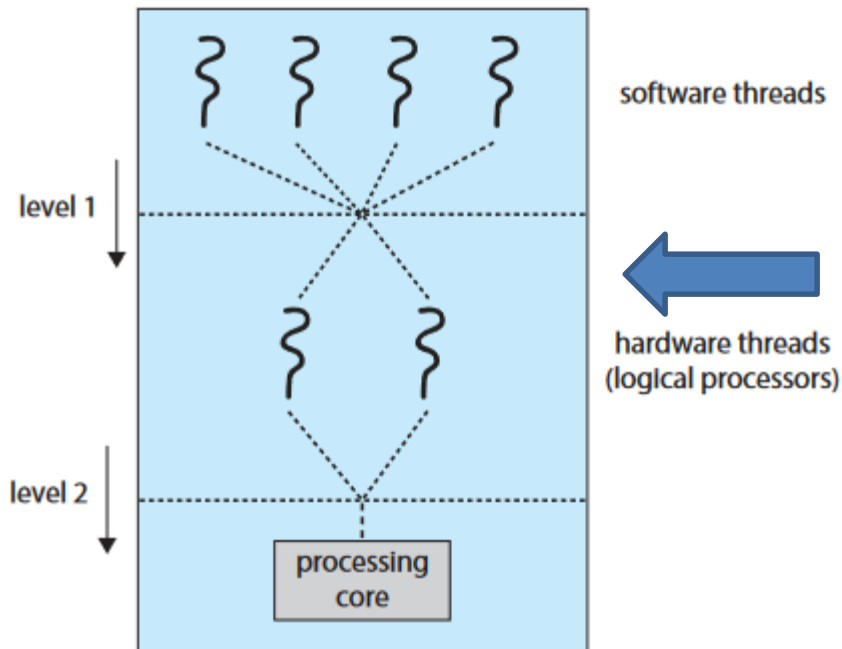 software threads
level 1
hardware threads
(logical processors)
level 2
processing
core